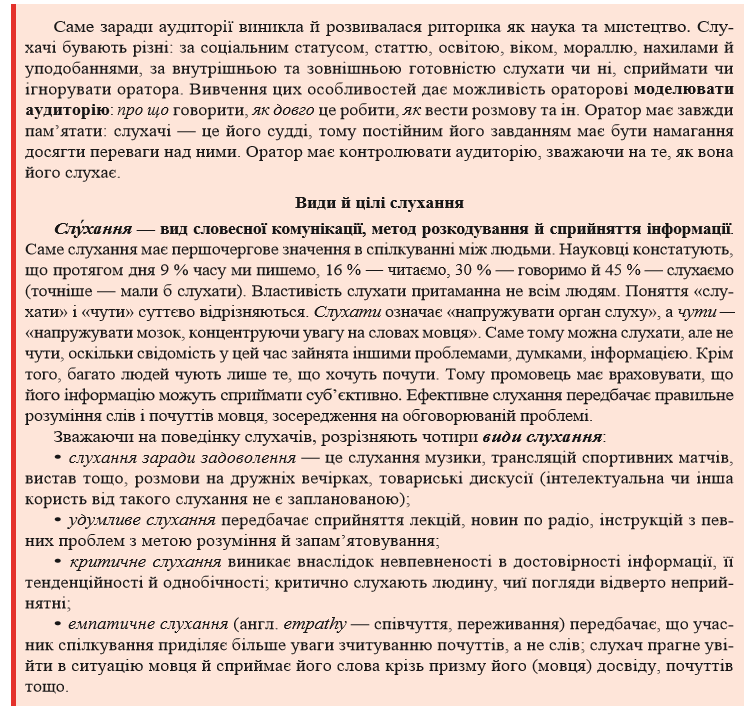 Саме заради аудиторії виникла й розвивалася риторика як наука та мистецтво. Слу-
хачі бувають різні: за соціальним статусом, статтю, освітою, віком, мораллю, нахилами й
уподобаннями, за внутрішньою та зовнішньою готовністю слухати чи ні, сприймати чи
ігнорувати оратора. Вивчення цих особливостей дає можливість ораторові моделювати
аудиторію: про що говорити, як довго це робити, як вести розмову та ін. Оратор має завжди
пам’ятати: слухачі — це його судді, тому постійним його завданням має бути намагання
досягти переваги над ними. Оратор має контролювати аудиторію, зважаючи на те, як вона
його слухає.
Види й цілі слухання
Слу́хання — вид словесної комунікації, метод розкодування й сприйняття інформації.
Саме слухання має першочергове значення в спілкуванні між людьми. Науковці констатують,
що протягом дня 9 % часу ми пишемо, 16 % — читаємо, 30 % — говоримо й 45 % — слухаємо
(точніше — мали б слухати). Властивість слухати притаманна не всім людям. Поняття «слу-
хати» і «чути» суттєво відрізняються. Слухати означає «напружувати орган слуху», а чути —
«напружувати мозок, концентруючи увагу на словах мовця». Саме тому можна слухати, але не
чути, оскільки свідомість у цей час зайнята іншими проблемами, думками, інформацією. Крім
того, багато людей чують лише те, що хочуть почути. Тому промовець має враховувати, що
його інформацію можуть сприймати суб’єктивно. Ефективне слухання передбачає правильне
розуміння слів і почуттів мовця, зосередження на обговорюваній проблемі.
Зважаючи на поведінку слухачів, розрізняють чотири види слухання:
• слухання заради задоволення — це слухання музики, трансляцій спортивних матчів,
вистав тощо, розмови на дружніх вечірках, товариські дискусії (інтелектуальна чи інша
користь від такого слухання не є запланованою);
• удумливе слухання передбачає сприйняття лекцій, новин по радіо, інструкцій з пев-
них проблем з метою розуміння й запам’ятовування;
• критичне слухання виникає внаслідок невпевненості в достовірності інформації, її
тенденційності й однобічності; критично слухають людину, чиї погляди відверто неприй-
нятні;
• емпатичне слухання (англ. empathy — співчуття, переживання) передбачає, що учас-
ник спілкування приділяє більше уваги зчитуванню почуттів, а не слів; слухач прагне уві-
йти в ситуацію мовця й сприймає його слова крізь призму його (мовця) досвіду, почуттів
тощо.